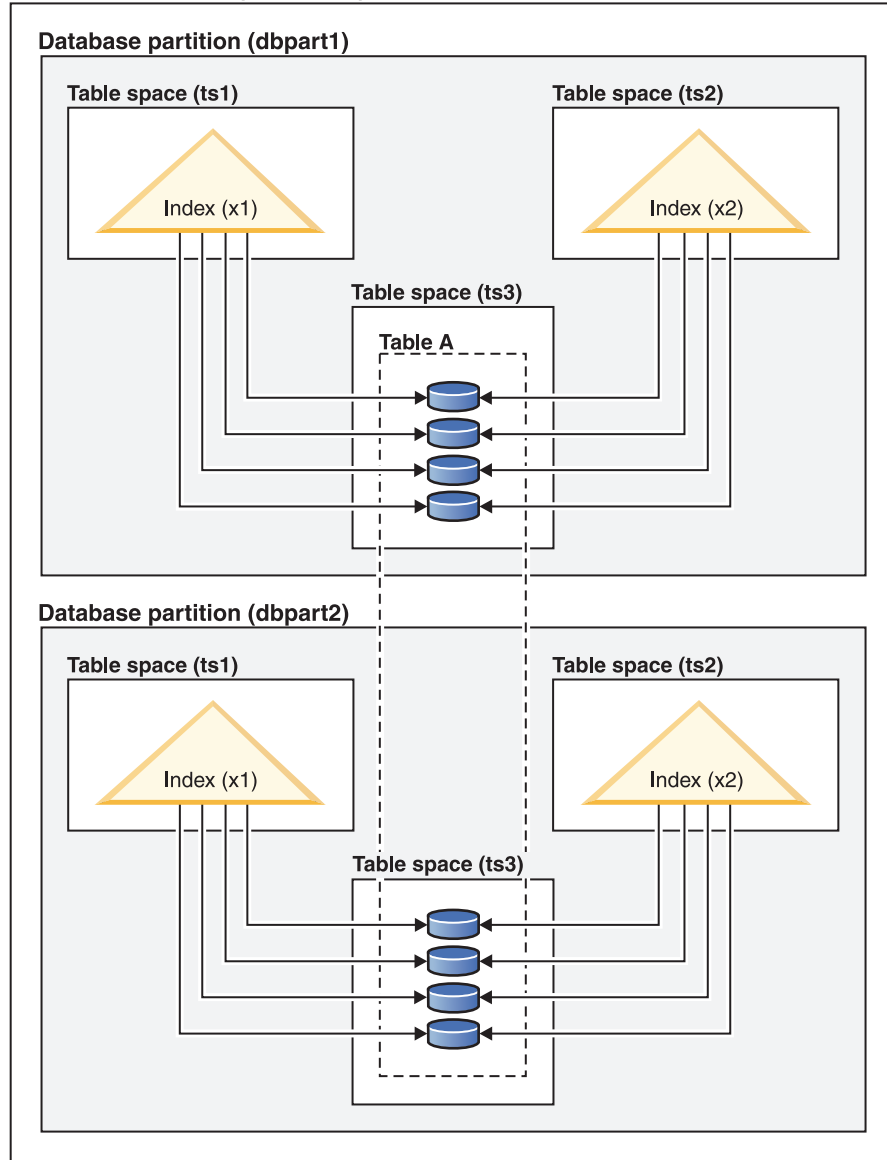 Database partition (dbpart1)
Table space (ts1)
Table space (ts2)
Index (x1)
Index (x2)
Table space (ts3)
Table A
Database partition (dbpart2)
Table space (ts1)
Table space (ts2)
Index (x1)
Index (x2)
Table space (ts3)